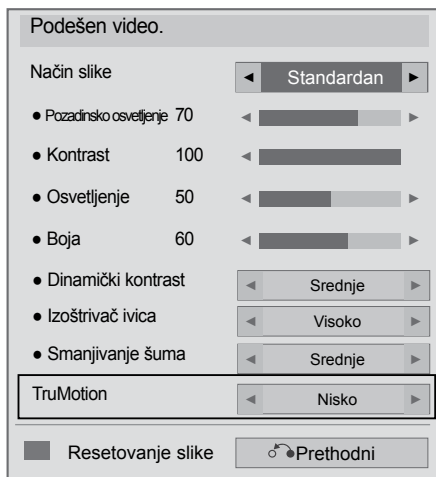 Podešen video.
Način slike ◄ Standardan ►
● Pozadinsko osvetljenje 70 ◄ ►
● Kontrast 100 ◄
● Osvetljenje 50 ◄ ►
● Boja 60 ◄ ►
● Dinamički kontrast ◄ Srednje ►
● Izoštrivač ivica ◄ Visoko ►
● Smanjivanje šuma ◄ Srednje ►
TruMotion ◄ Nisko ►
Resetovanje slike Prethodni